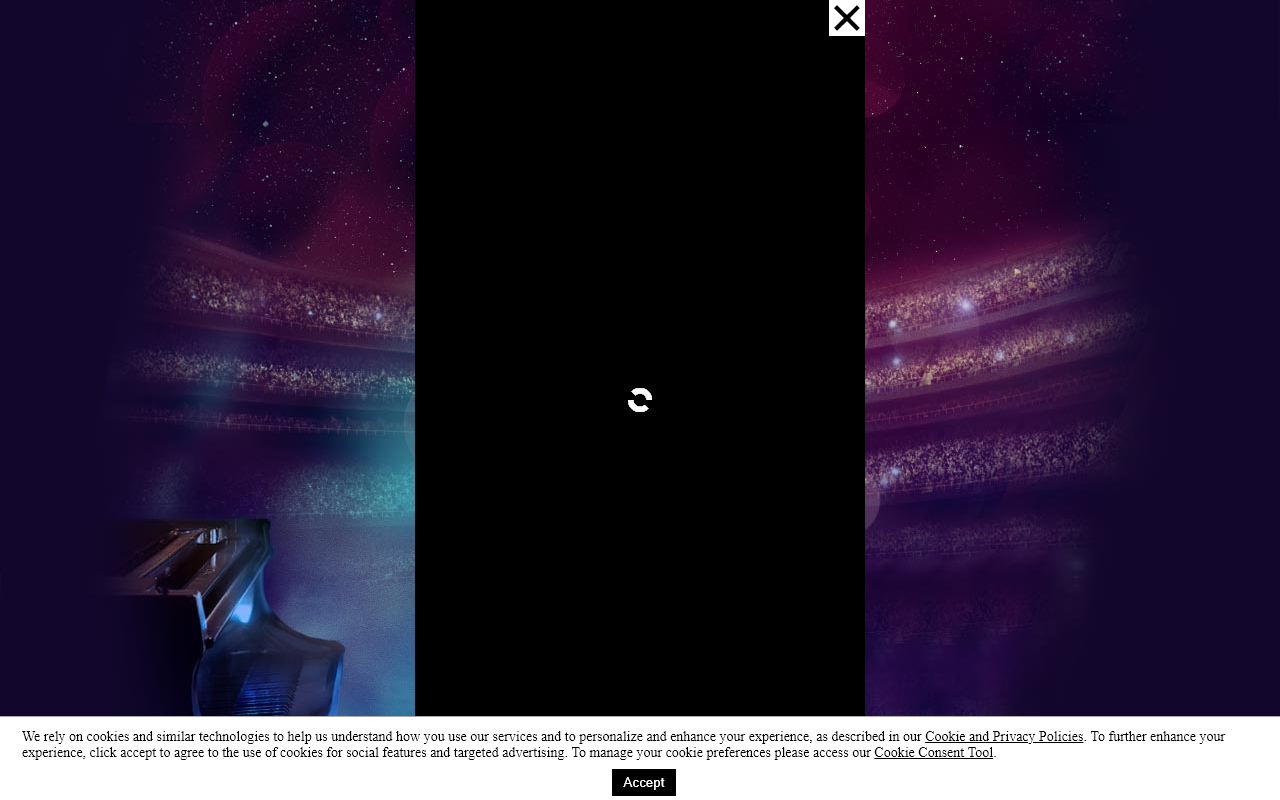 We rely on cookies and similar technologies to help us understand how you use our services and to personalize and enhance your experience, as described in our Cookie and Privacy Policies. To further enhance your
experience, click accept to agree to the use of cookies for social features and targeted advertising. To manage your cookie preferences please access our Cookie Consent Tool.
Accept